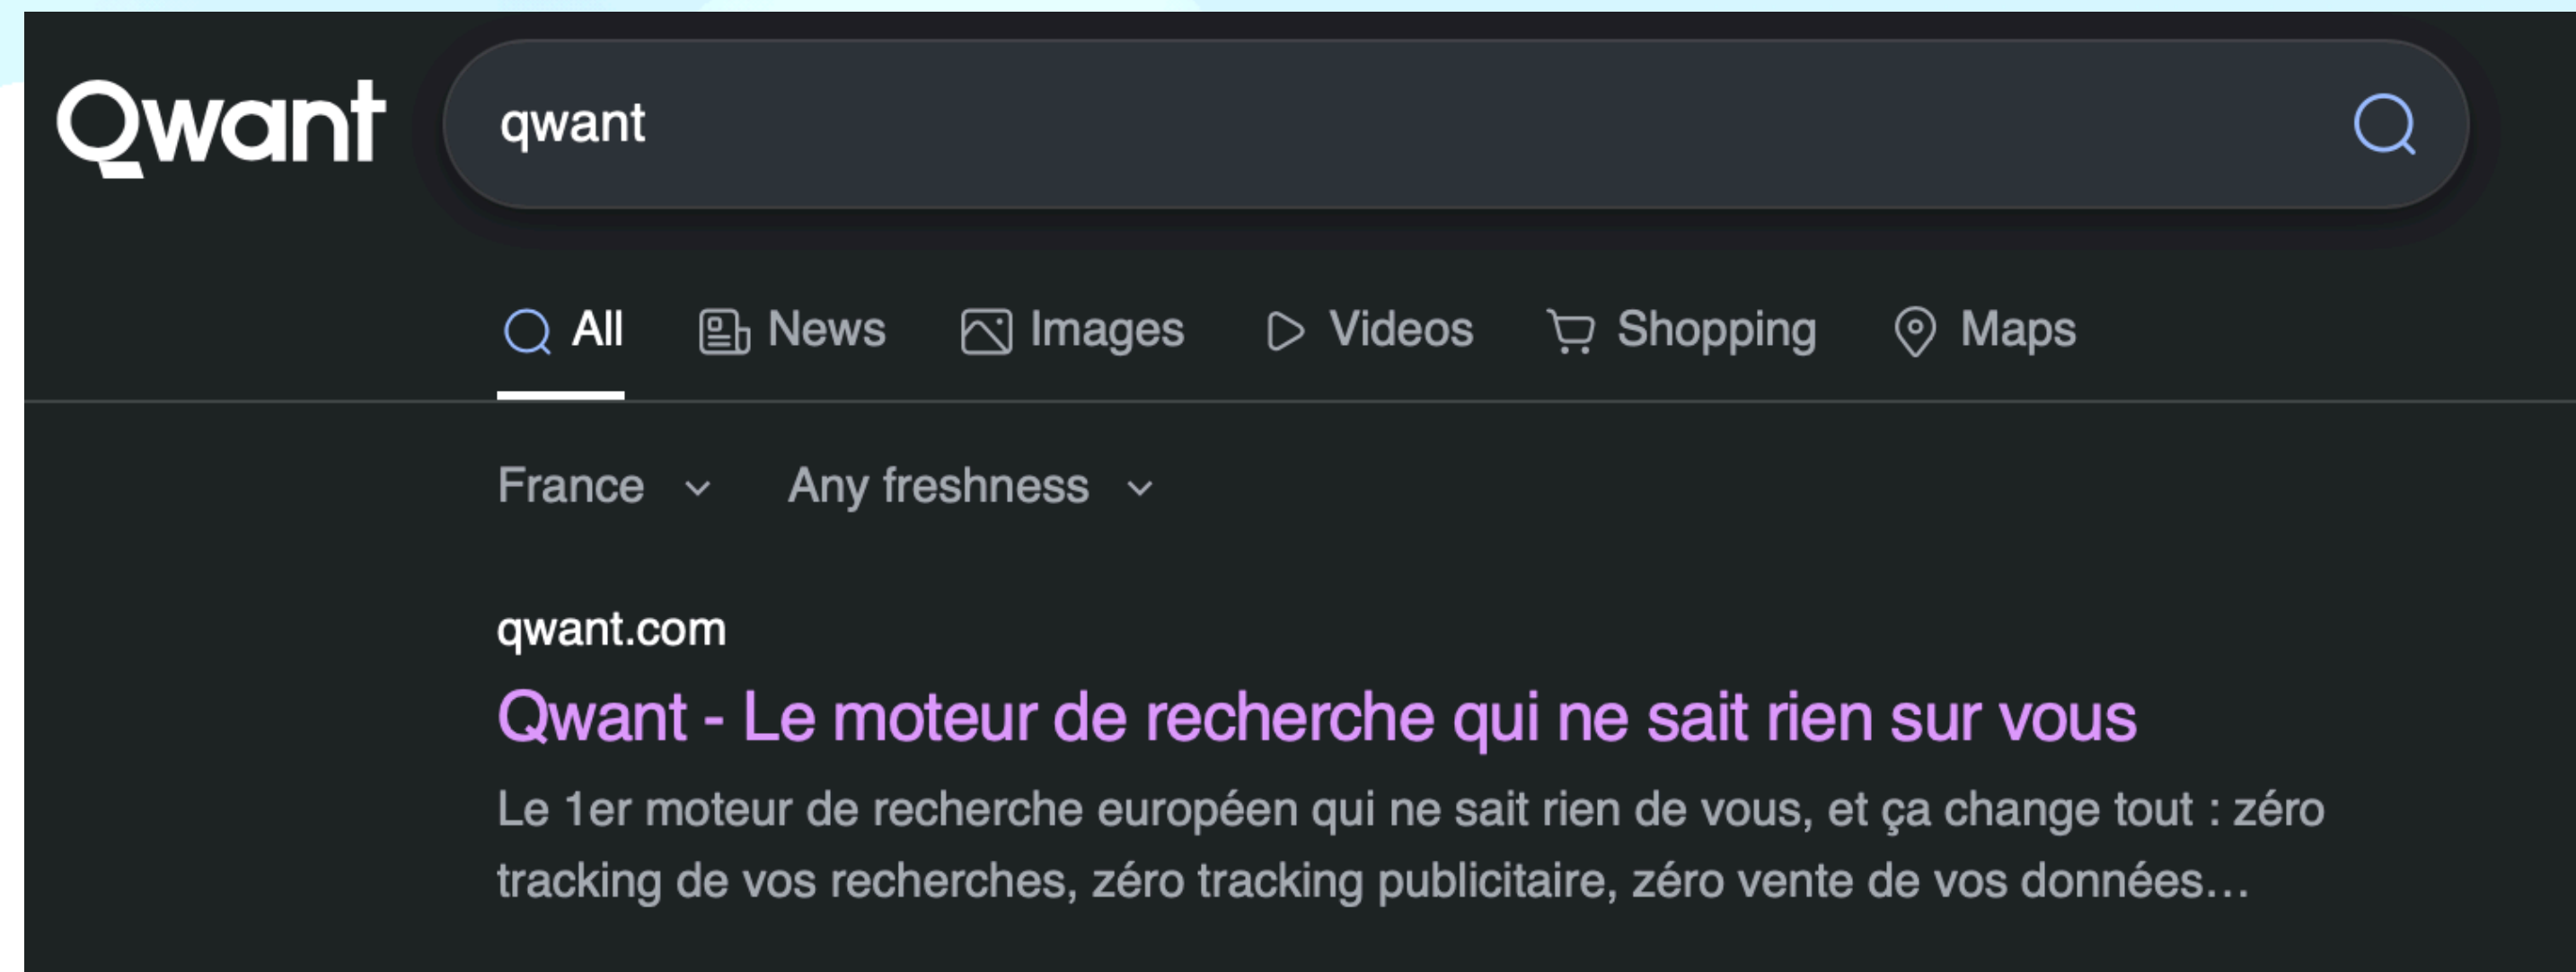 Qwant
qwant
All News Images Videos Shopping Maps
France Any freshness
qwant.com
Qwant - Le moteur de recherche qui ne sait rien sur vous
Le 1er moteur de recherche européen qui ne sait rien de vous, et ça change tout : zéro
tracking de vos recherches, zéro tracking publicitaire, zéro vente de vos données...